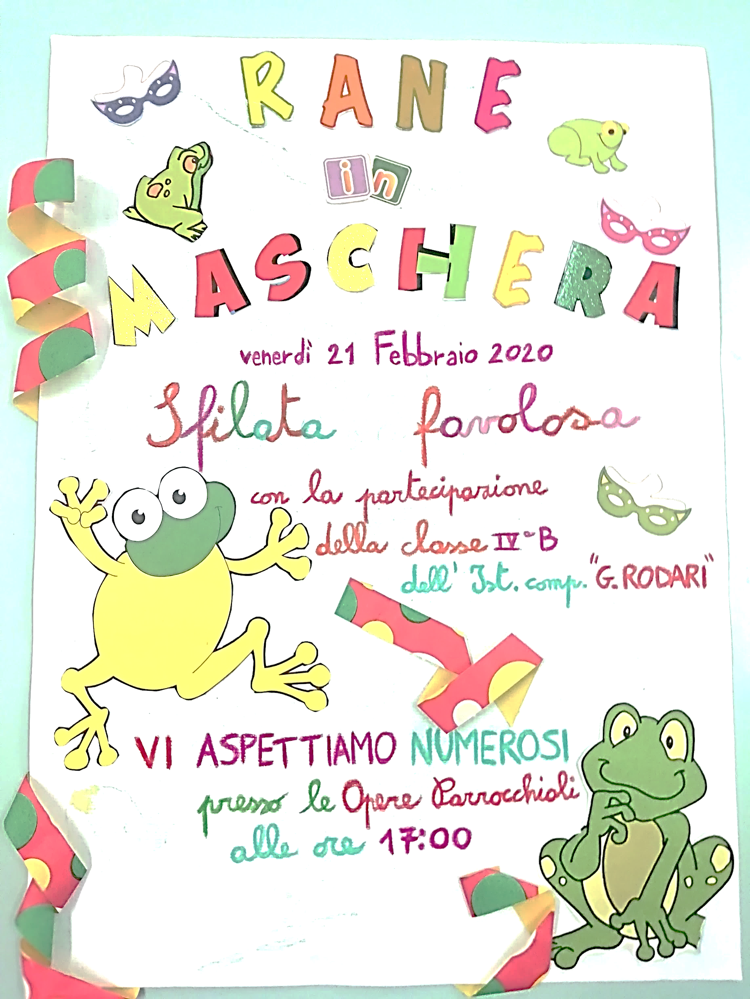 RANE
in
MASCHERA
venerdì 21 Febbraio 2020
Sfilata favolosa
con la partecipazione
della classe IVª B
dell' Ist. comp. "G. RODARI"
VI ASPETTIAMO NUMEROSI
presso le Opere Parrocchiali
alle ore 17:00